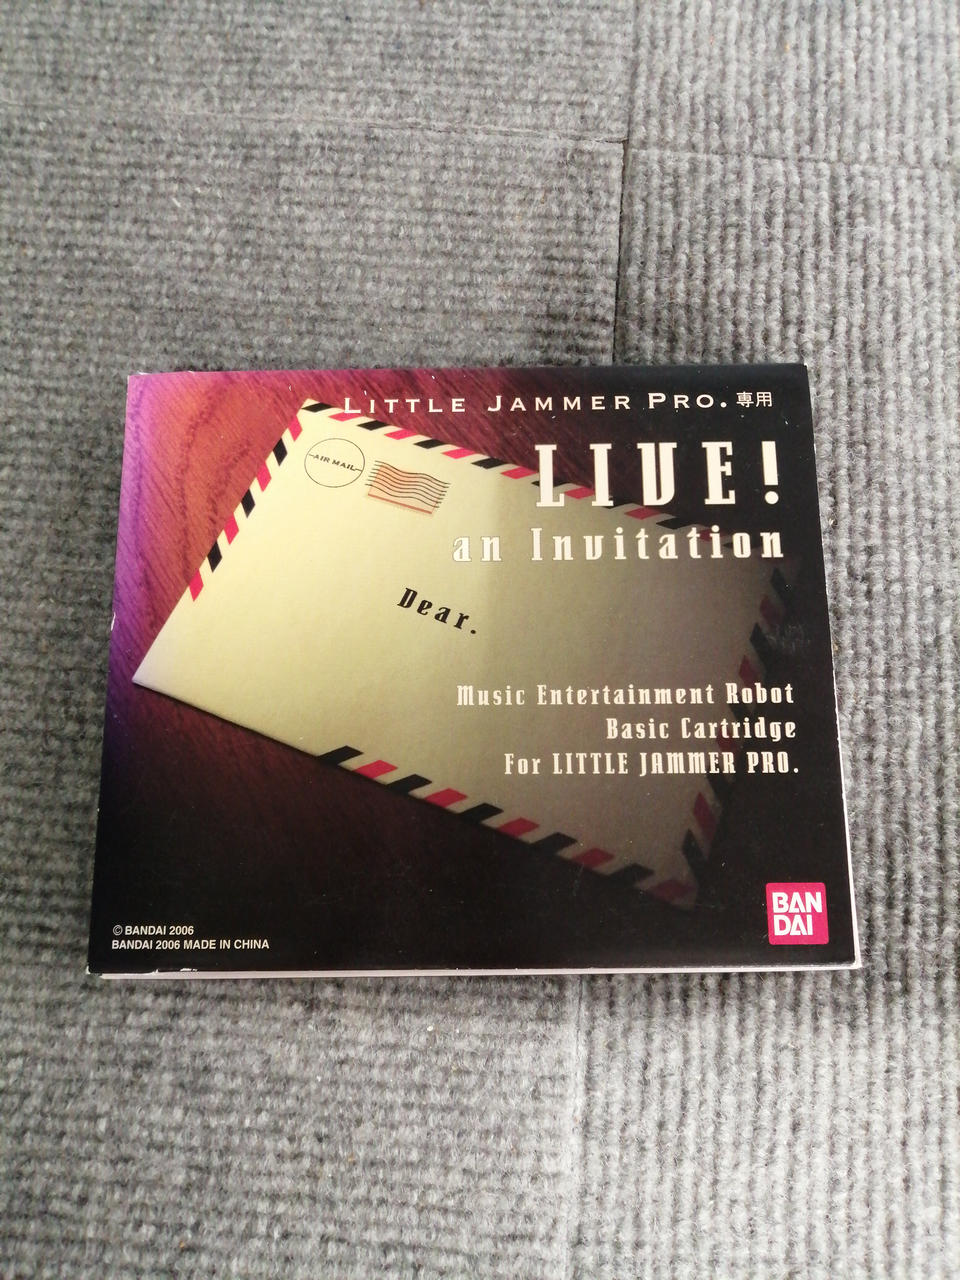 LITTLE JAMMER PRO. 専用
AIR MAIL
LIVE!
an Invitation
Dear.
Music Entertainment Robot
Basic Cartridge
For LITTLE JAMMER PRO.
BAN
DAI
© BANDAI 2006
BANDAI 2006 MADE IN CHINA